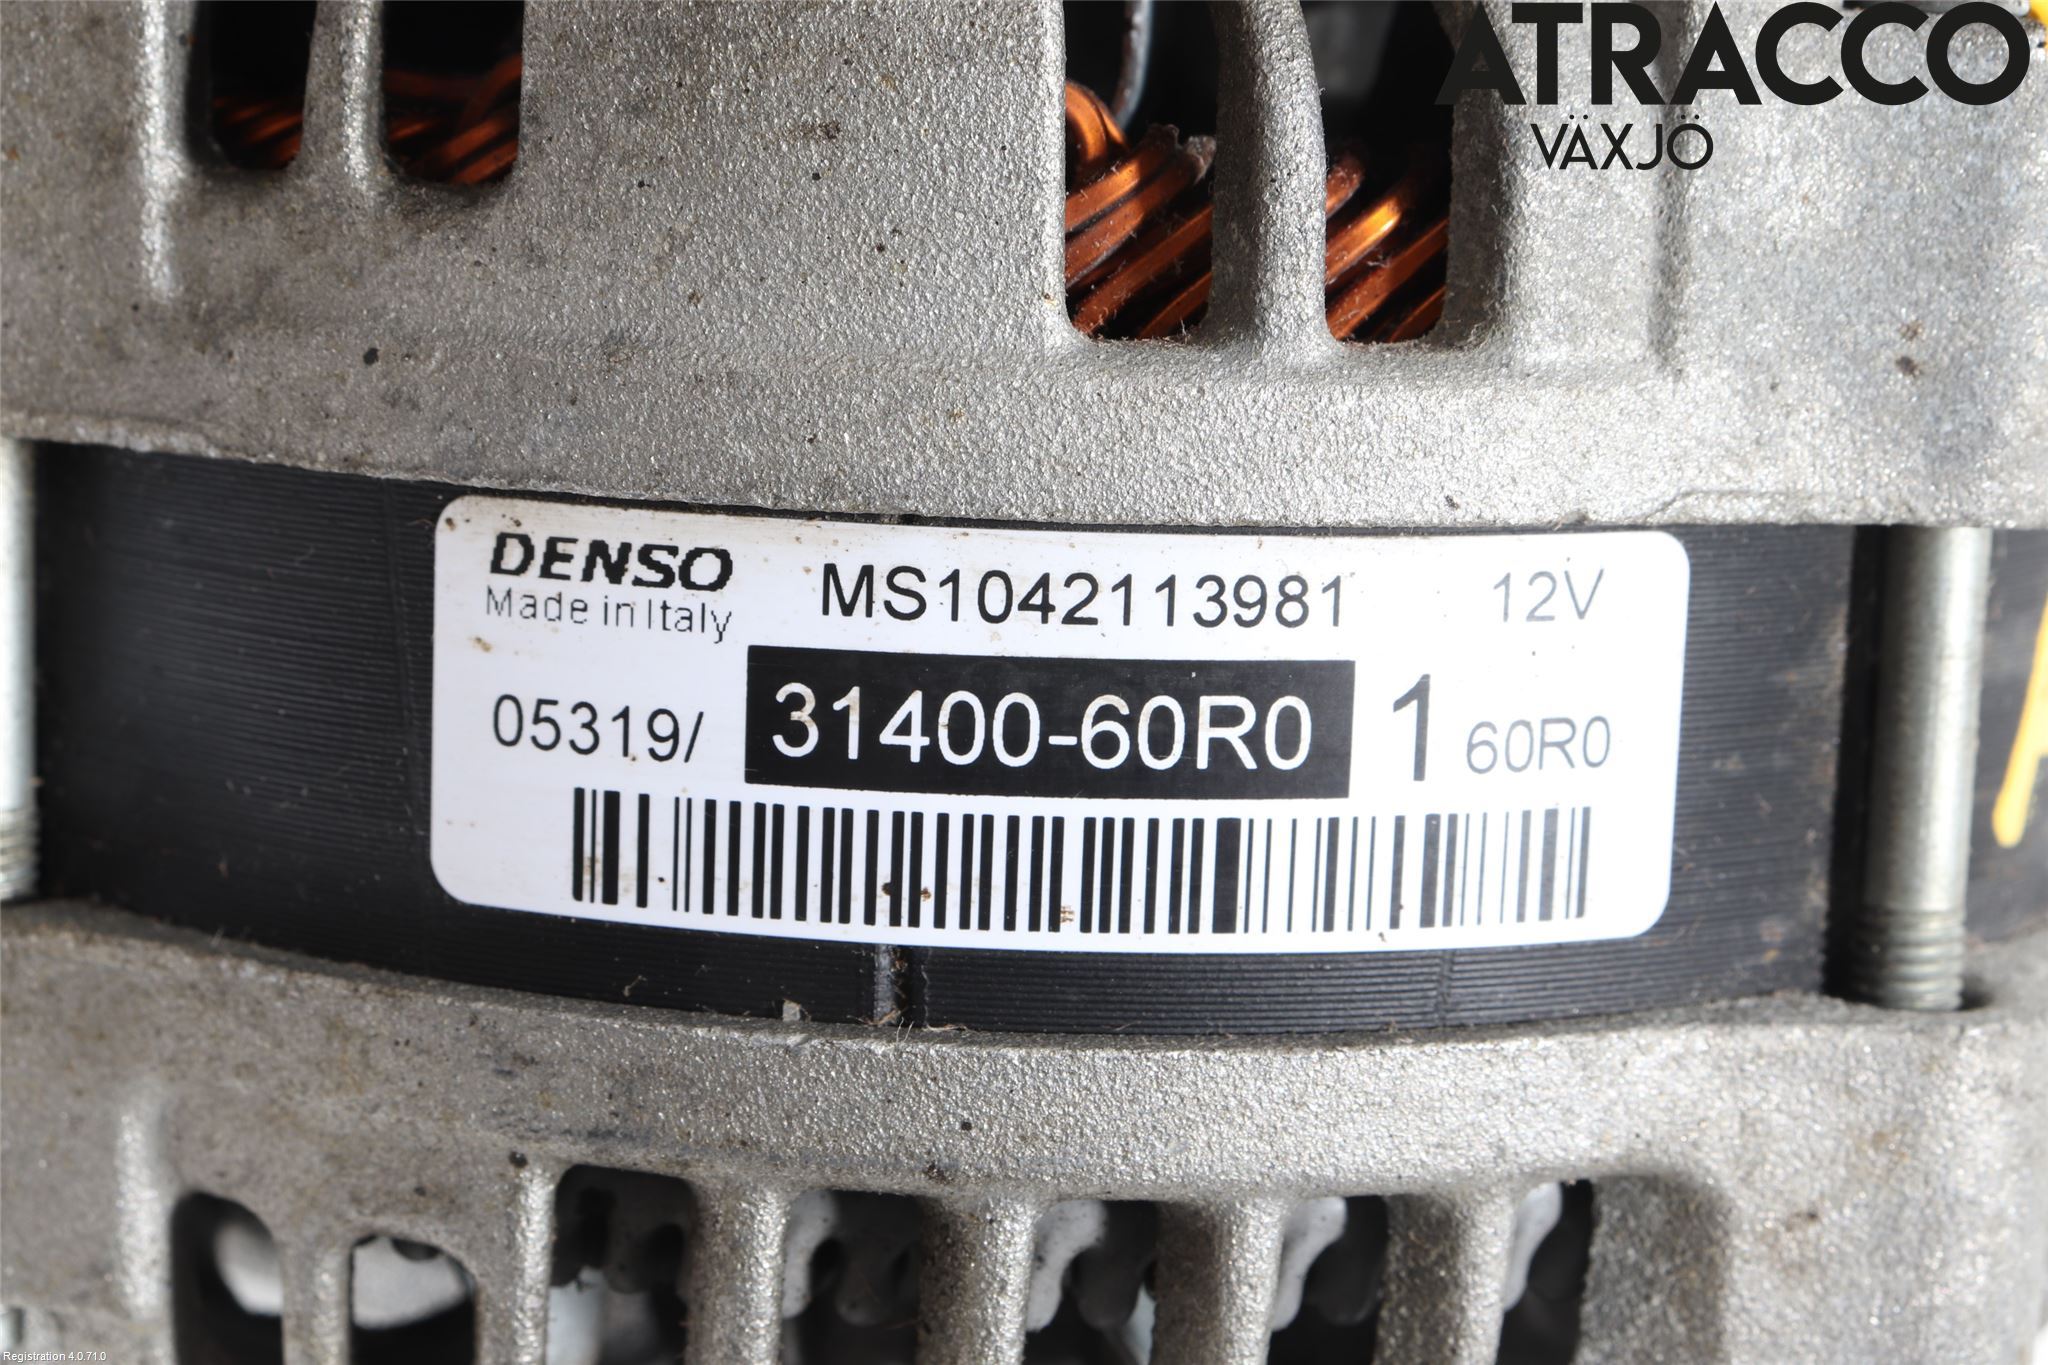 ATRACCO
VÄXJÖ
DENSO
Made in Italy
MS1042113981
12V
05319/
31400-60R0
1
60R0
Registration 4.0.71.0